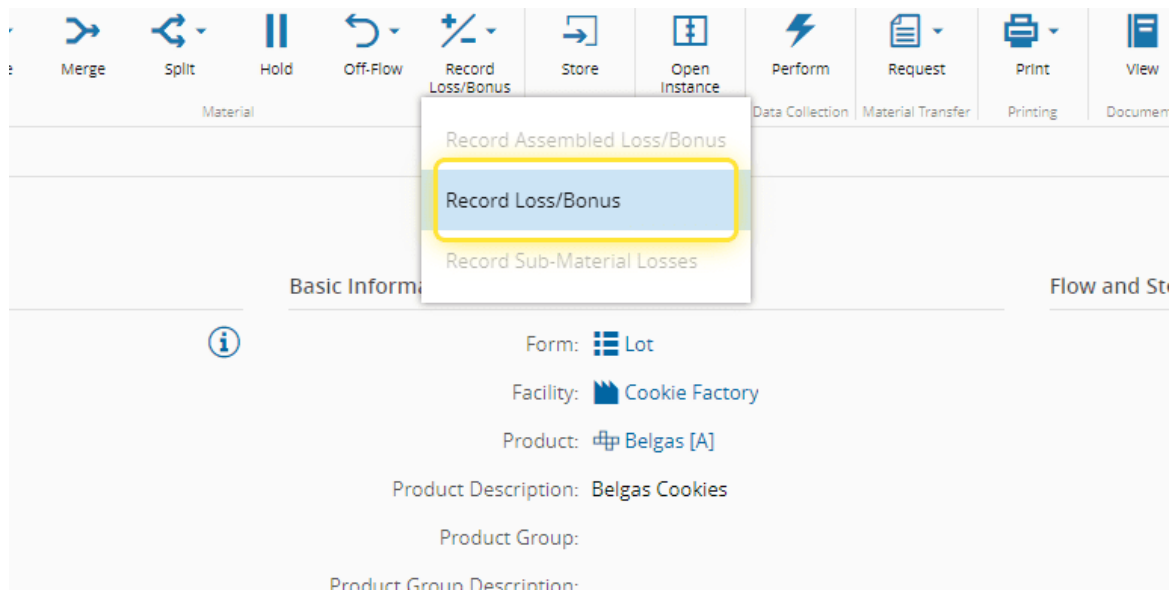 Merge
Split
Hold
Off-Flow
Record
Loss/Bonus
Store
Open
Instance
Perform
Request
Print
View
Material
Data Collection
Material Transfer
Printing
Record Assembled Loss/Bonus
Record Loss/Bonus
Record Sub-Material Losses
Basic
Flow and
Form: Lot
Facility: Cookie Factory
Product: Belgas [A]
Product Description: Belgas Cookies
Product Group:
Product Group Description: